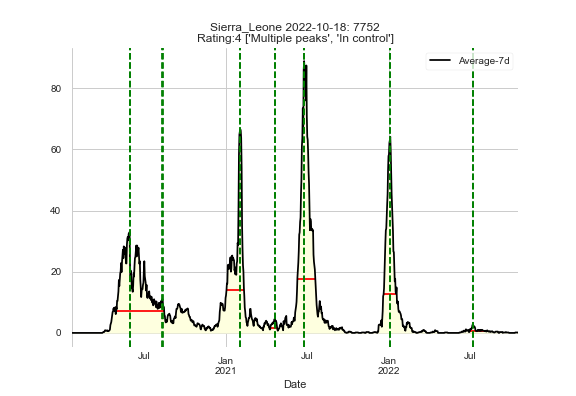 Sierra_Leone 2022-10-18: 7752
Rating:4 ['Multiple peaks', 'In control']
Average-7d
80
60
40
20
0
Jul
Jan
2021
Jul
Jan
2022
Jul
Date